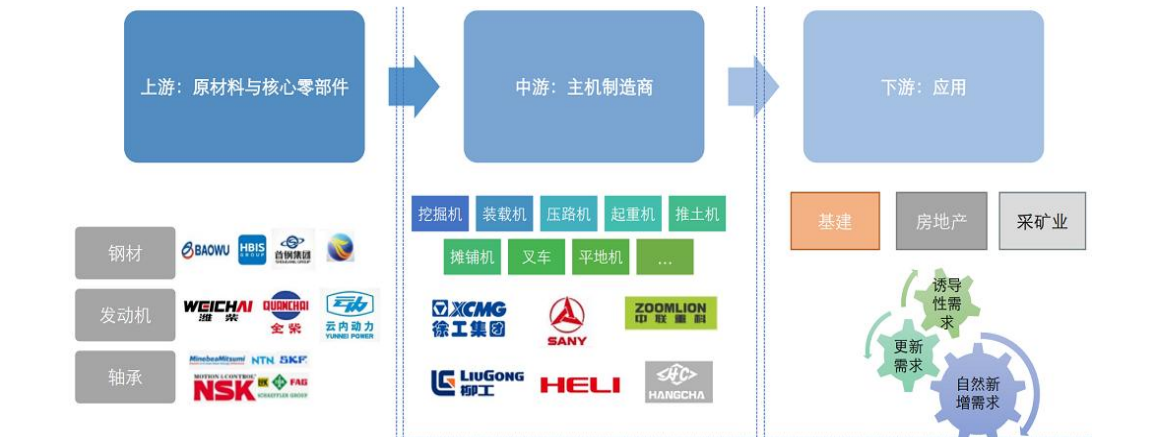 上游：原材料与核心零部件
中游：主机制造商
下游：应用
钢材
BAOWU
HBIS
GROUP
首钢集团
发动机
WEICHAI
潍柴
QUANCHAI
全柴
云内动力
YUNNEI POWER
轴承
MinebeaMitsumi
NTN
SKF
MOTION & CONTROL
NSK
FAG
SCHAEFFLER GROUP
挖掘机
装载机
压路机
起重机
推土机
摊铺机
叉车
平地机
...
XCMG
徐工集团
SANY
ZOOMLION
中联重科
LIUGONG
柳工
HELI
HC
HANGCHA
基建
房地产
采矿业
诱导
性需
求
更新
需求
自然新
增需求